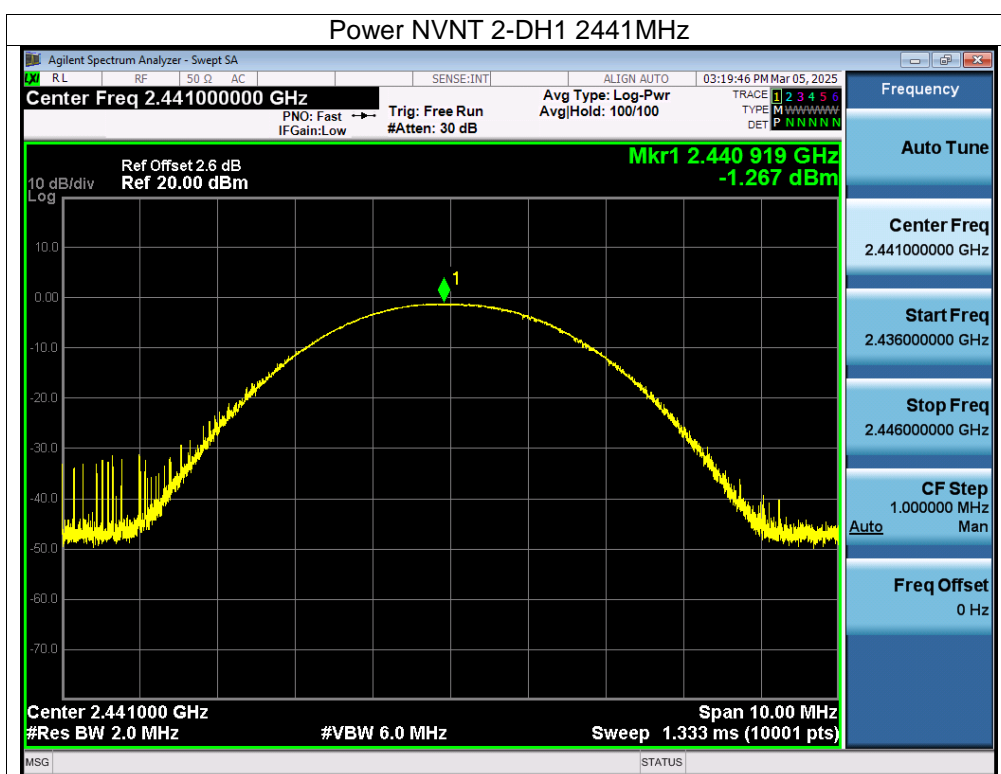 Power NVNT 2-DH1 2441MHz
Agilent Spectrum Analyzer - Swept SA
LXI RL RF 50 Ω AC SENSE:INT ALIGN AUTO 03:19:46 PM Mar 05, 2025
Center Freq 2.441000000 GHz
PNO: Fast
IFGain:Low
Trig: Free Run
#Atten: 30 dB
Avg Type: Log-Pwr
Avg|Hold: 100/100
TRACE 1 2 3 4 5 6
TYPE M W W W W W
DET P N N N N N
Ref Offset 2.6 dB
Ref 20.00 dBm
10 dB/div
Log
Mkr1 2.440 919 GHz
-1.267 dBm
1
10.0
0.00
-10.0
-20.0
-30.0
-40.0
-50.0
-60.0
-70.0
Center 2.441000 GHz
Span 10.00 MHz
#Res BW 2.0 MHz
#VBW 6.0 MHz
Sweep 1.333 ms (10001 pts)
MSG
STATUS
Frequency
Auto Tune
Center Freq
2.441000000 GHz
Start Freq
2.436000000 GHz
Stop Freq
2.446000000 GHz
CF Step
1.000000 MHz
Auto Man
Freq Offset
0 Hz